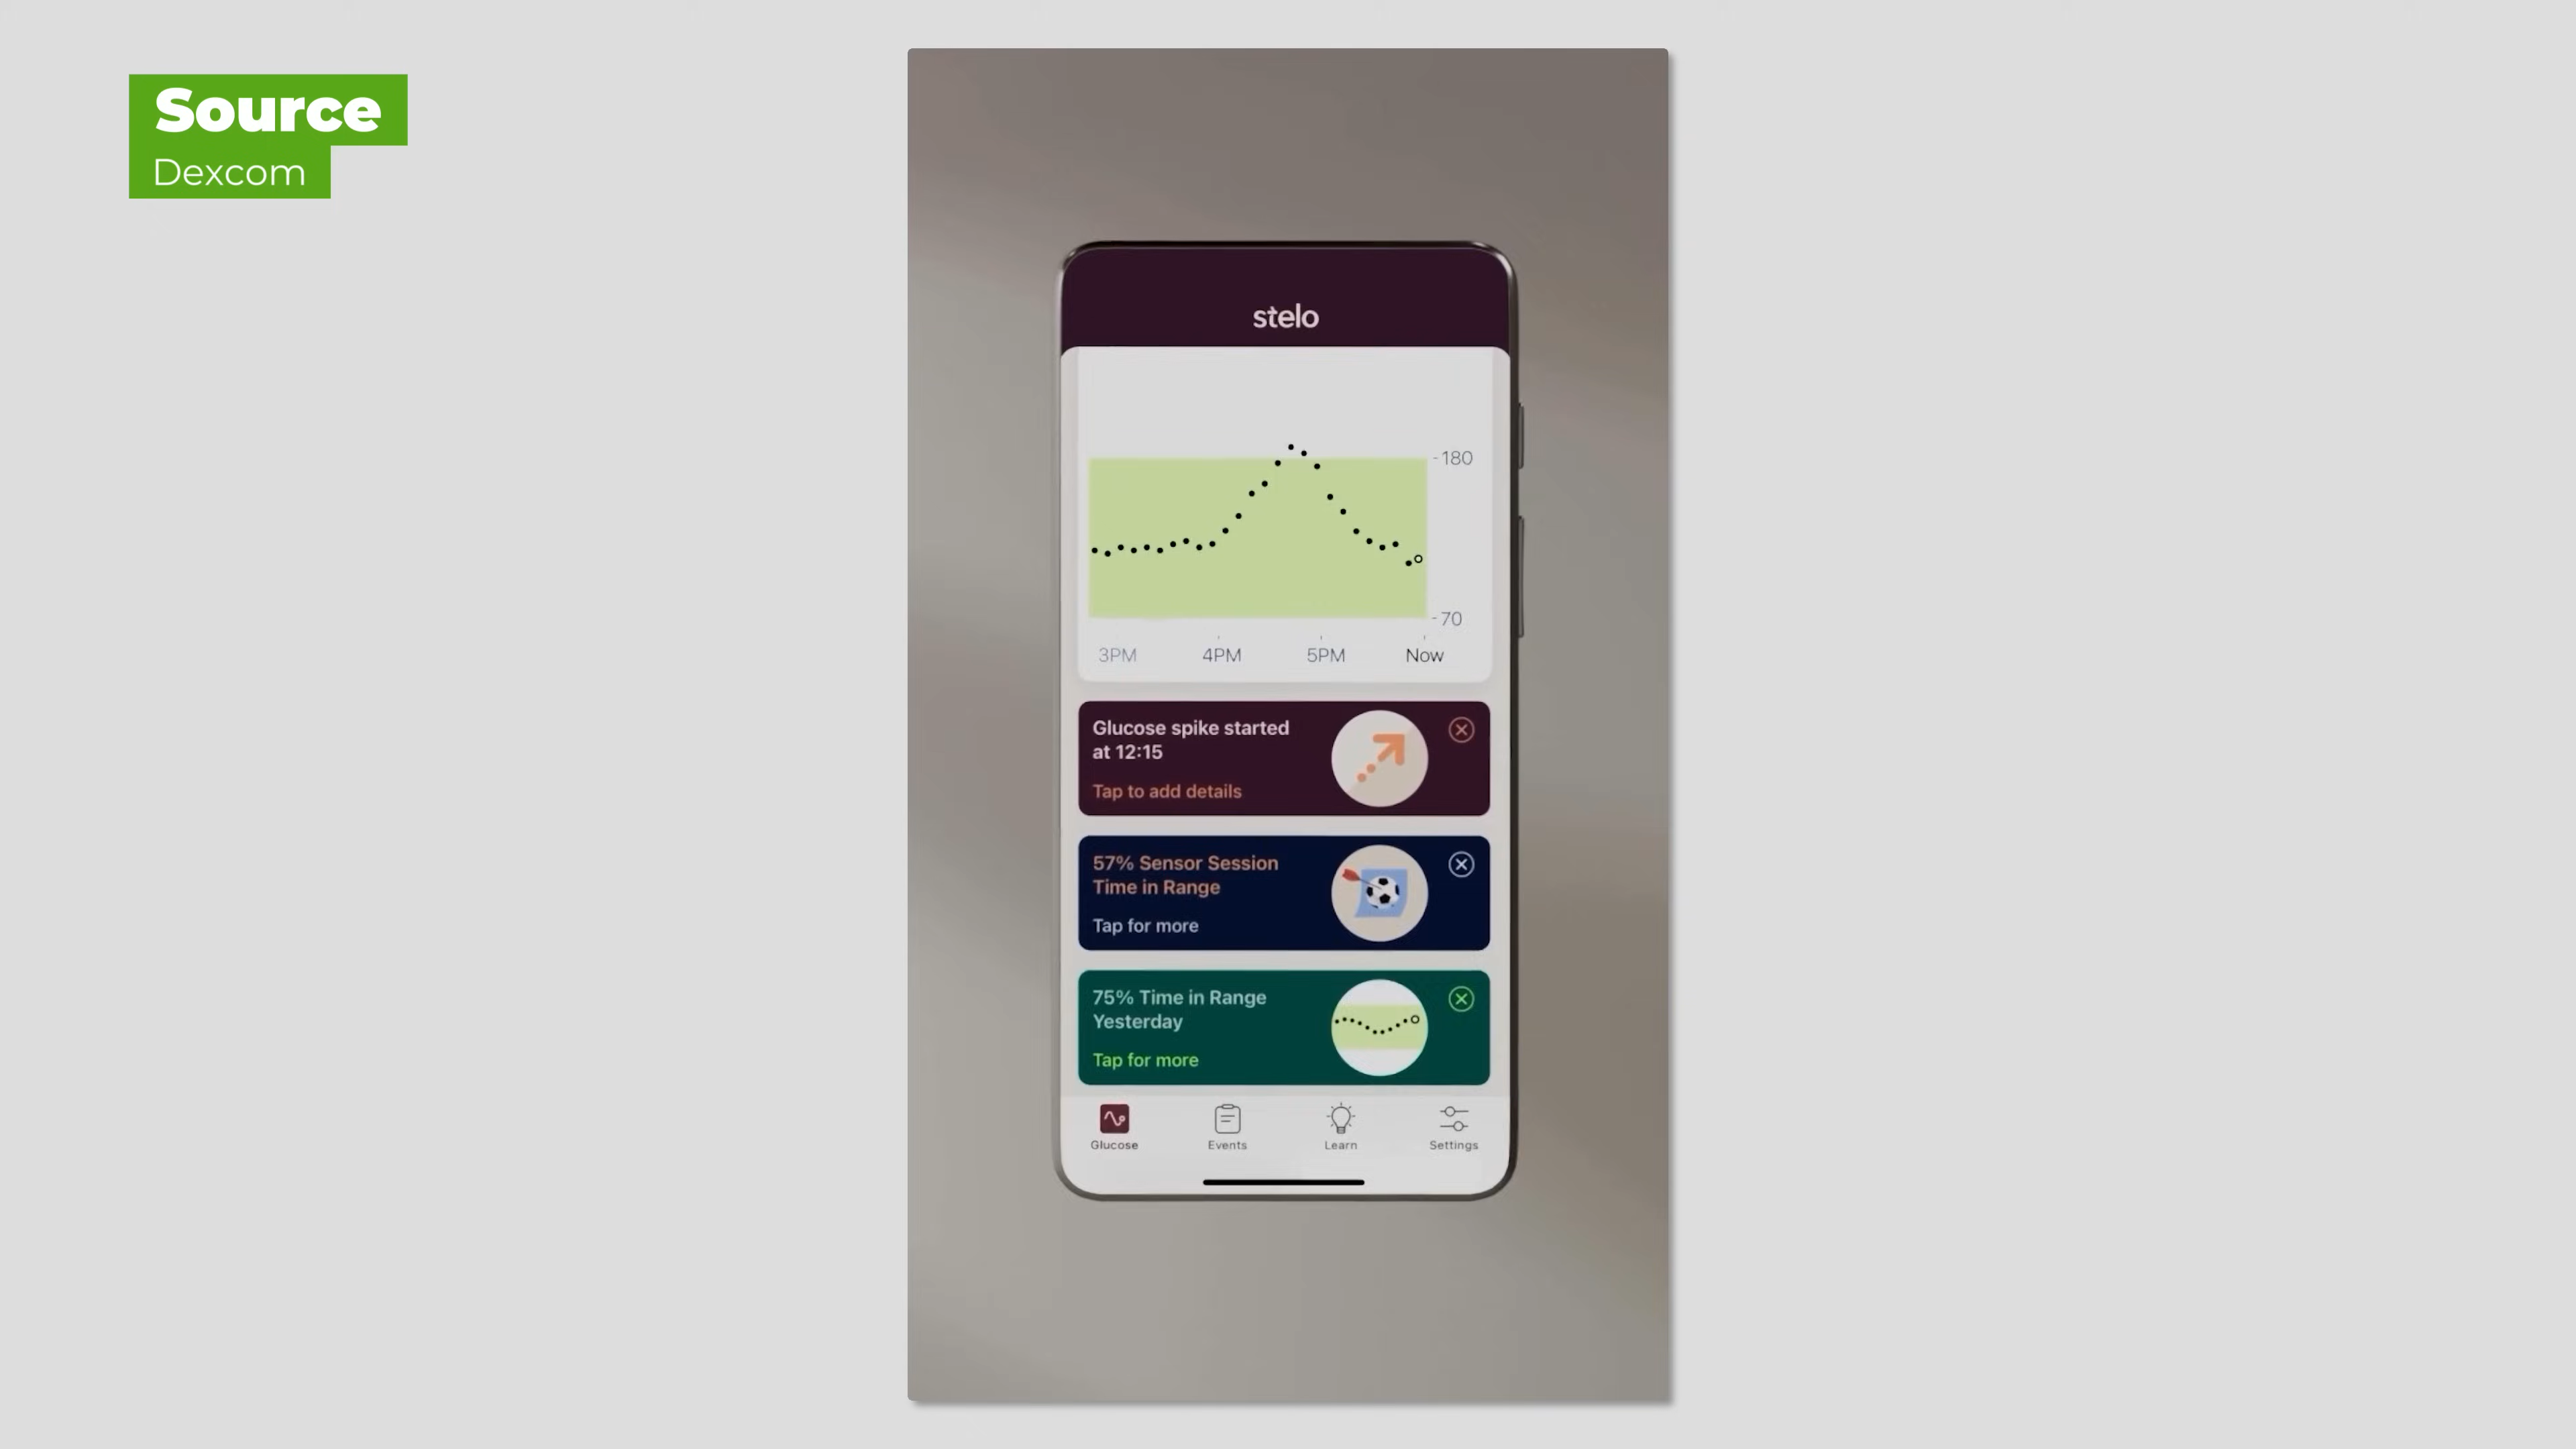 Source
Dexcom
stelo
-180
-70
3PM 4PM 5PM Now
Glucose spike started
at 12:15
Tap to add details
57% Sensor Session
Time in Range
Tap for more
75% Time in Range
Yesterday
Tap for more
Glucose Events Learn Settings